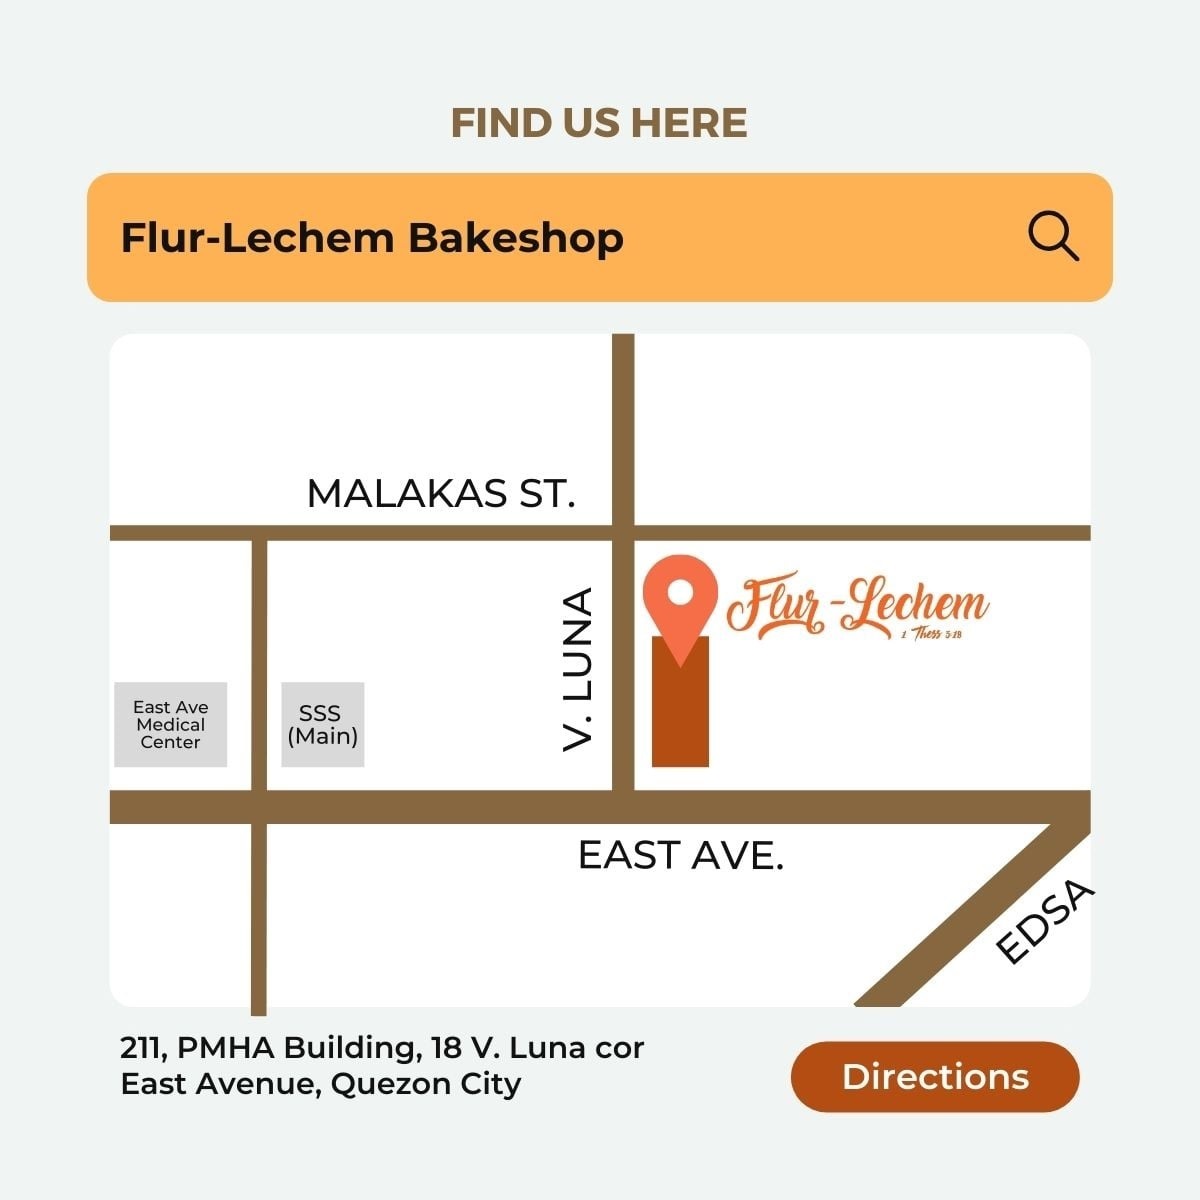 FIND US HERE
Flur-Lechem Bakeshop
MALAKAS ST.
Flur-Lechem
1 Thess 5:18
V. LUNA
East Ave
Medical
Center
SSS
(Main)
EAST AVE.
EDSA
211, PMHA Building, 18 V. Luna cor
East Avenue, Quezon City
Directions